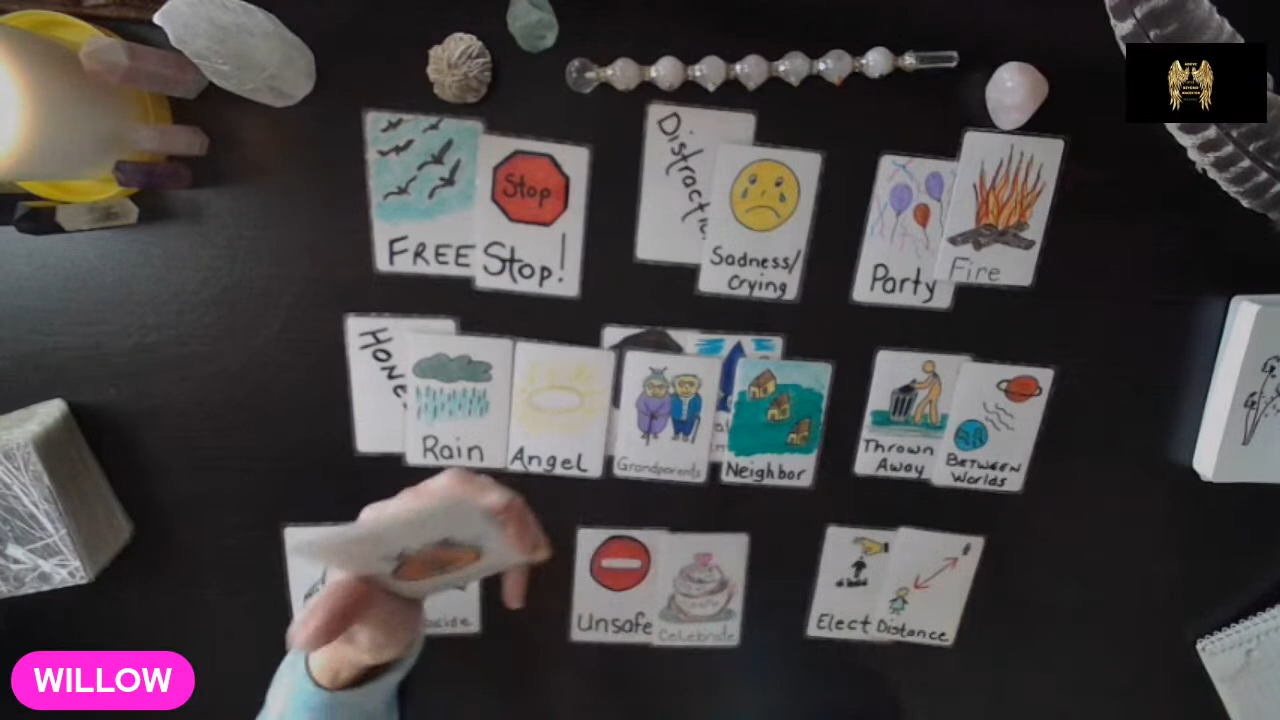 FREE
Stop
Stop!
Sadness/
Crying
Party
Fire
Rain
Angel
Grandparents
Neighbor
Thrown
Away
BETWEEN
Worlds
Unsafe
Celebrate
Elect
Distance
WILLOW